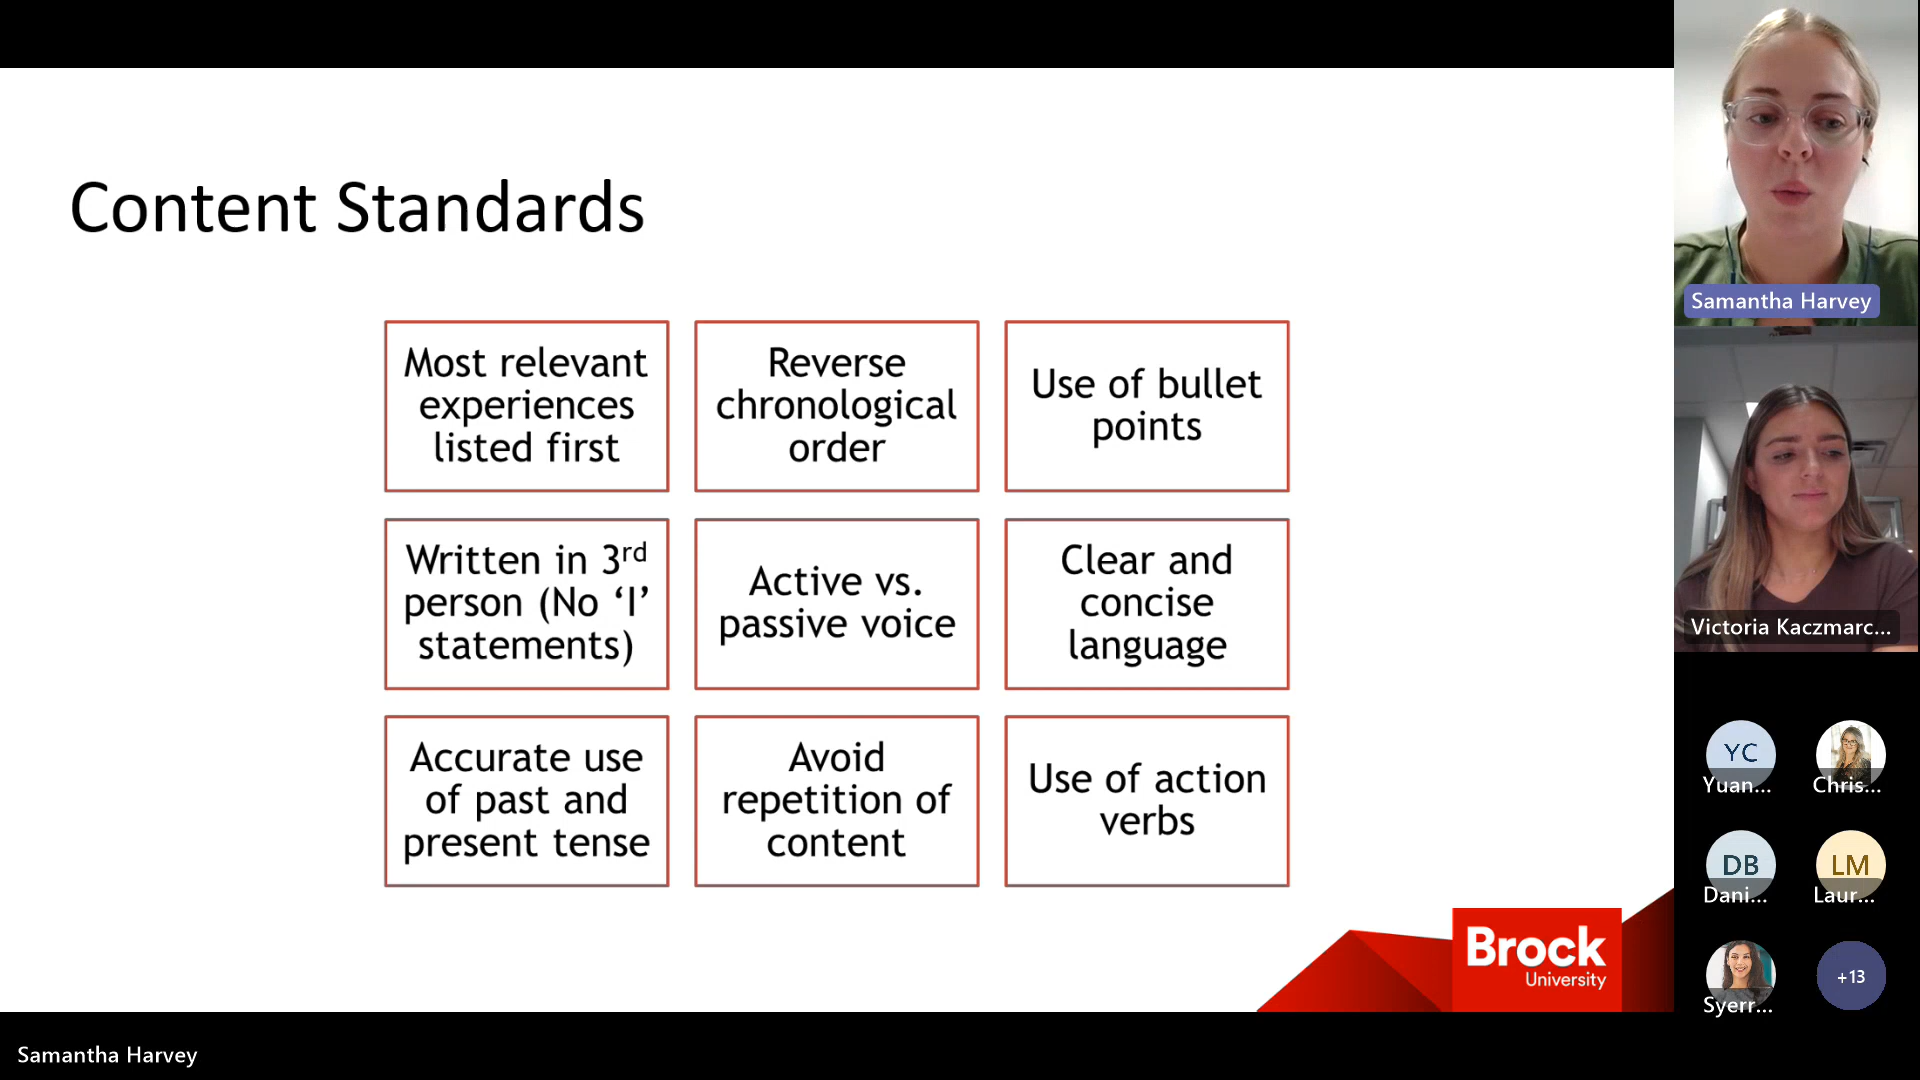 Content Standards
Most relevant
experiences
listed first
Reverse
chronological
order
Use of bullet
points
Written in 3rd
person (No ‘I’
statements)
Active vs.
passive voice
Clear and
concise
language
Accurate use
of past and
present tense
Avoid
repetition of
content
Use of action
verbs
Brock
University
Samantha Harvey
Samantha Harvey
Victoria Kaczmarc...
YC
Yuan...
Chris...
DB
Dani...
LM
Laur...
Syerr...
+13